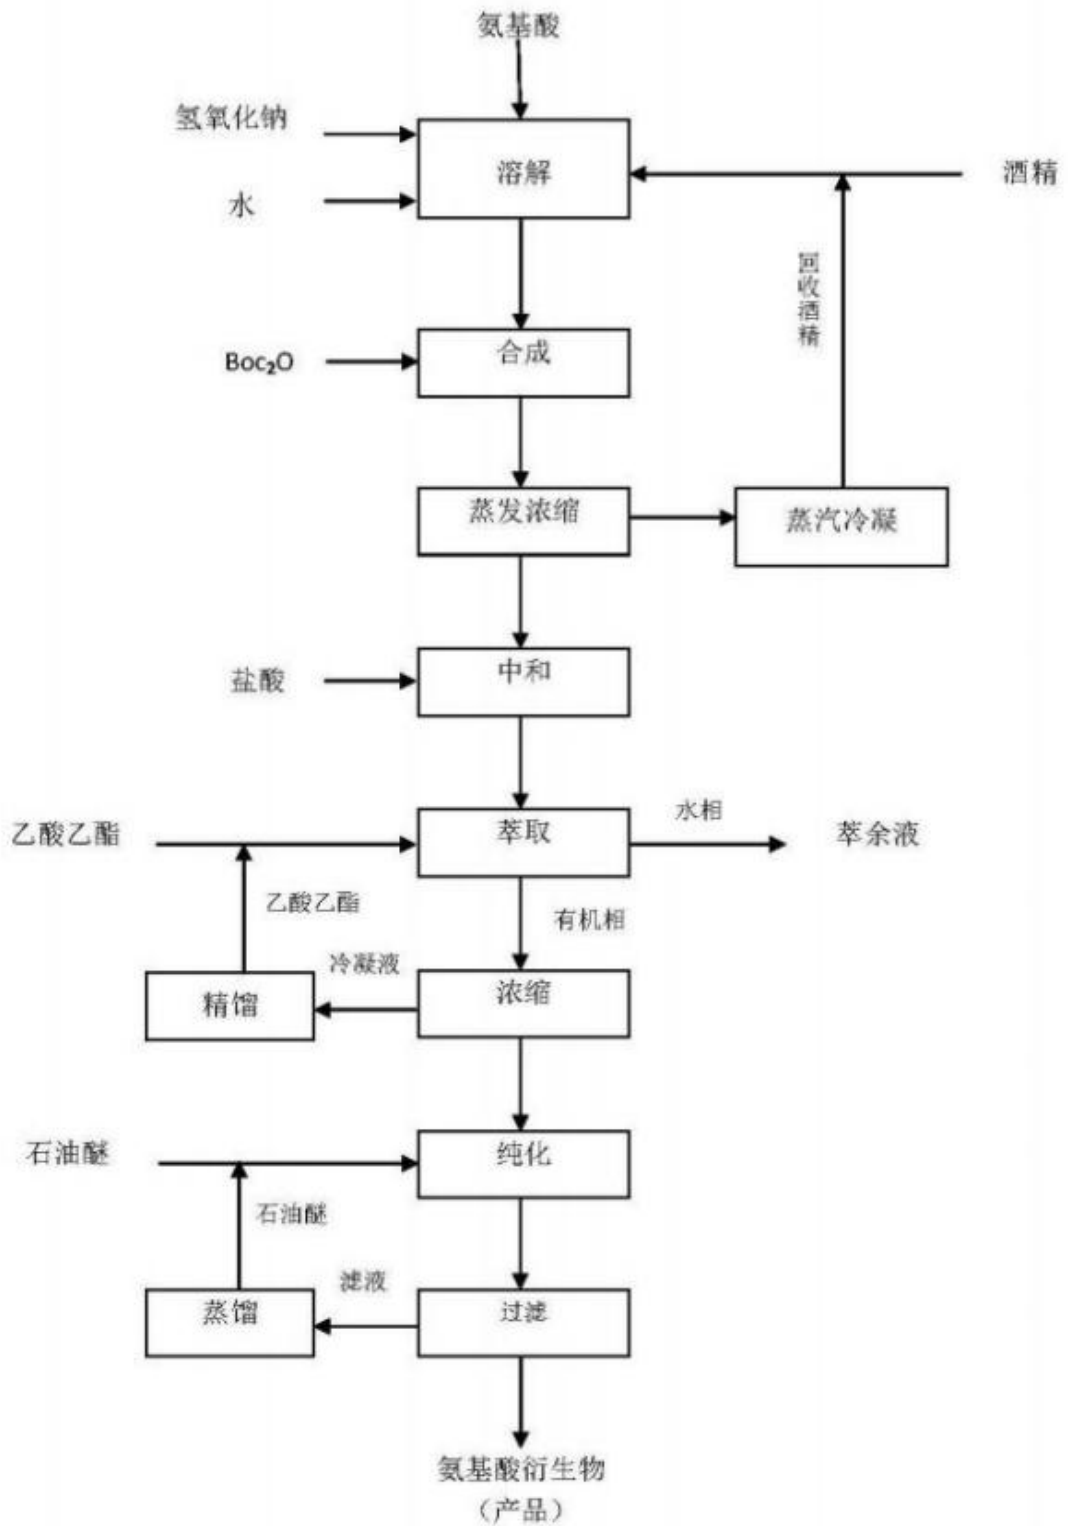 氨基酸
氢氧化钠
溶解
酒精
水
回收酒精
Boc₂O
合成
蒸发浓缩
蒸汽冷凝
盐酸
中和
乙酸乙酯
萃取
水相
萃余液
乙酸乙酯
有机相
冷凝液
精馏
浓缩
石油醚
纯化
石油醚
滤液
蒸馏
过滤
氨基酸衍生物
（产品）